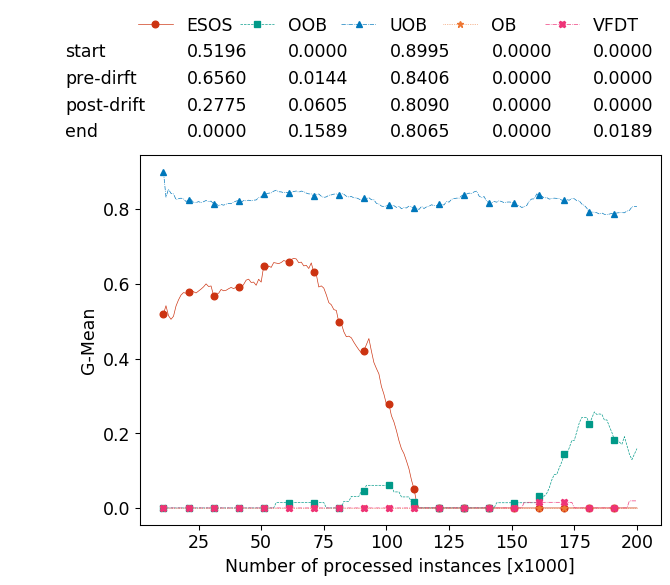 ESOS OOB UOB OB VFDT
start 0.5196 0.0000 0.8995 0.0000 0.0000
pre-dirft 0.6560 0.0144 0.8406 0.0000 0.0000
post-drift 0.2775 0.0605 0.8090 0.0000 0.0000
end 0.0000 0.1589 0.8065 0.0000 0.0189
0.8
0.6
0.4
0.2
0.0
G-Mean
25 50 75 100 125 150 175 200
Number of processed instances [x1000]